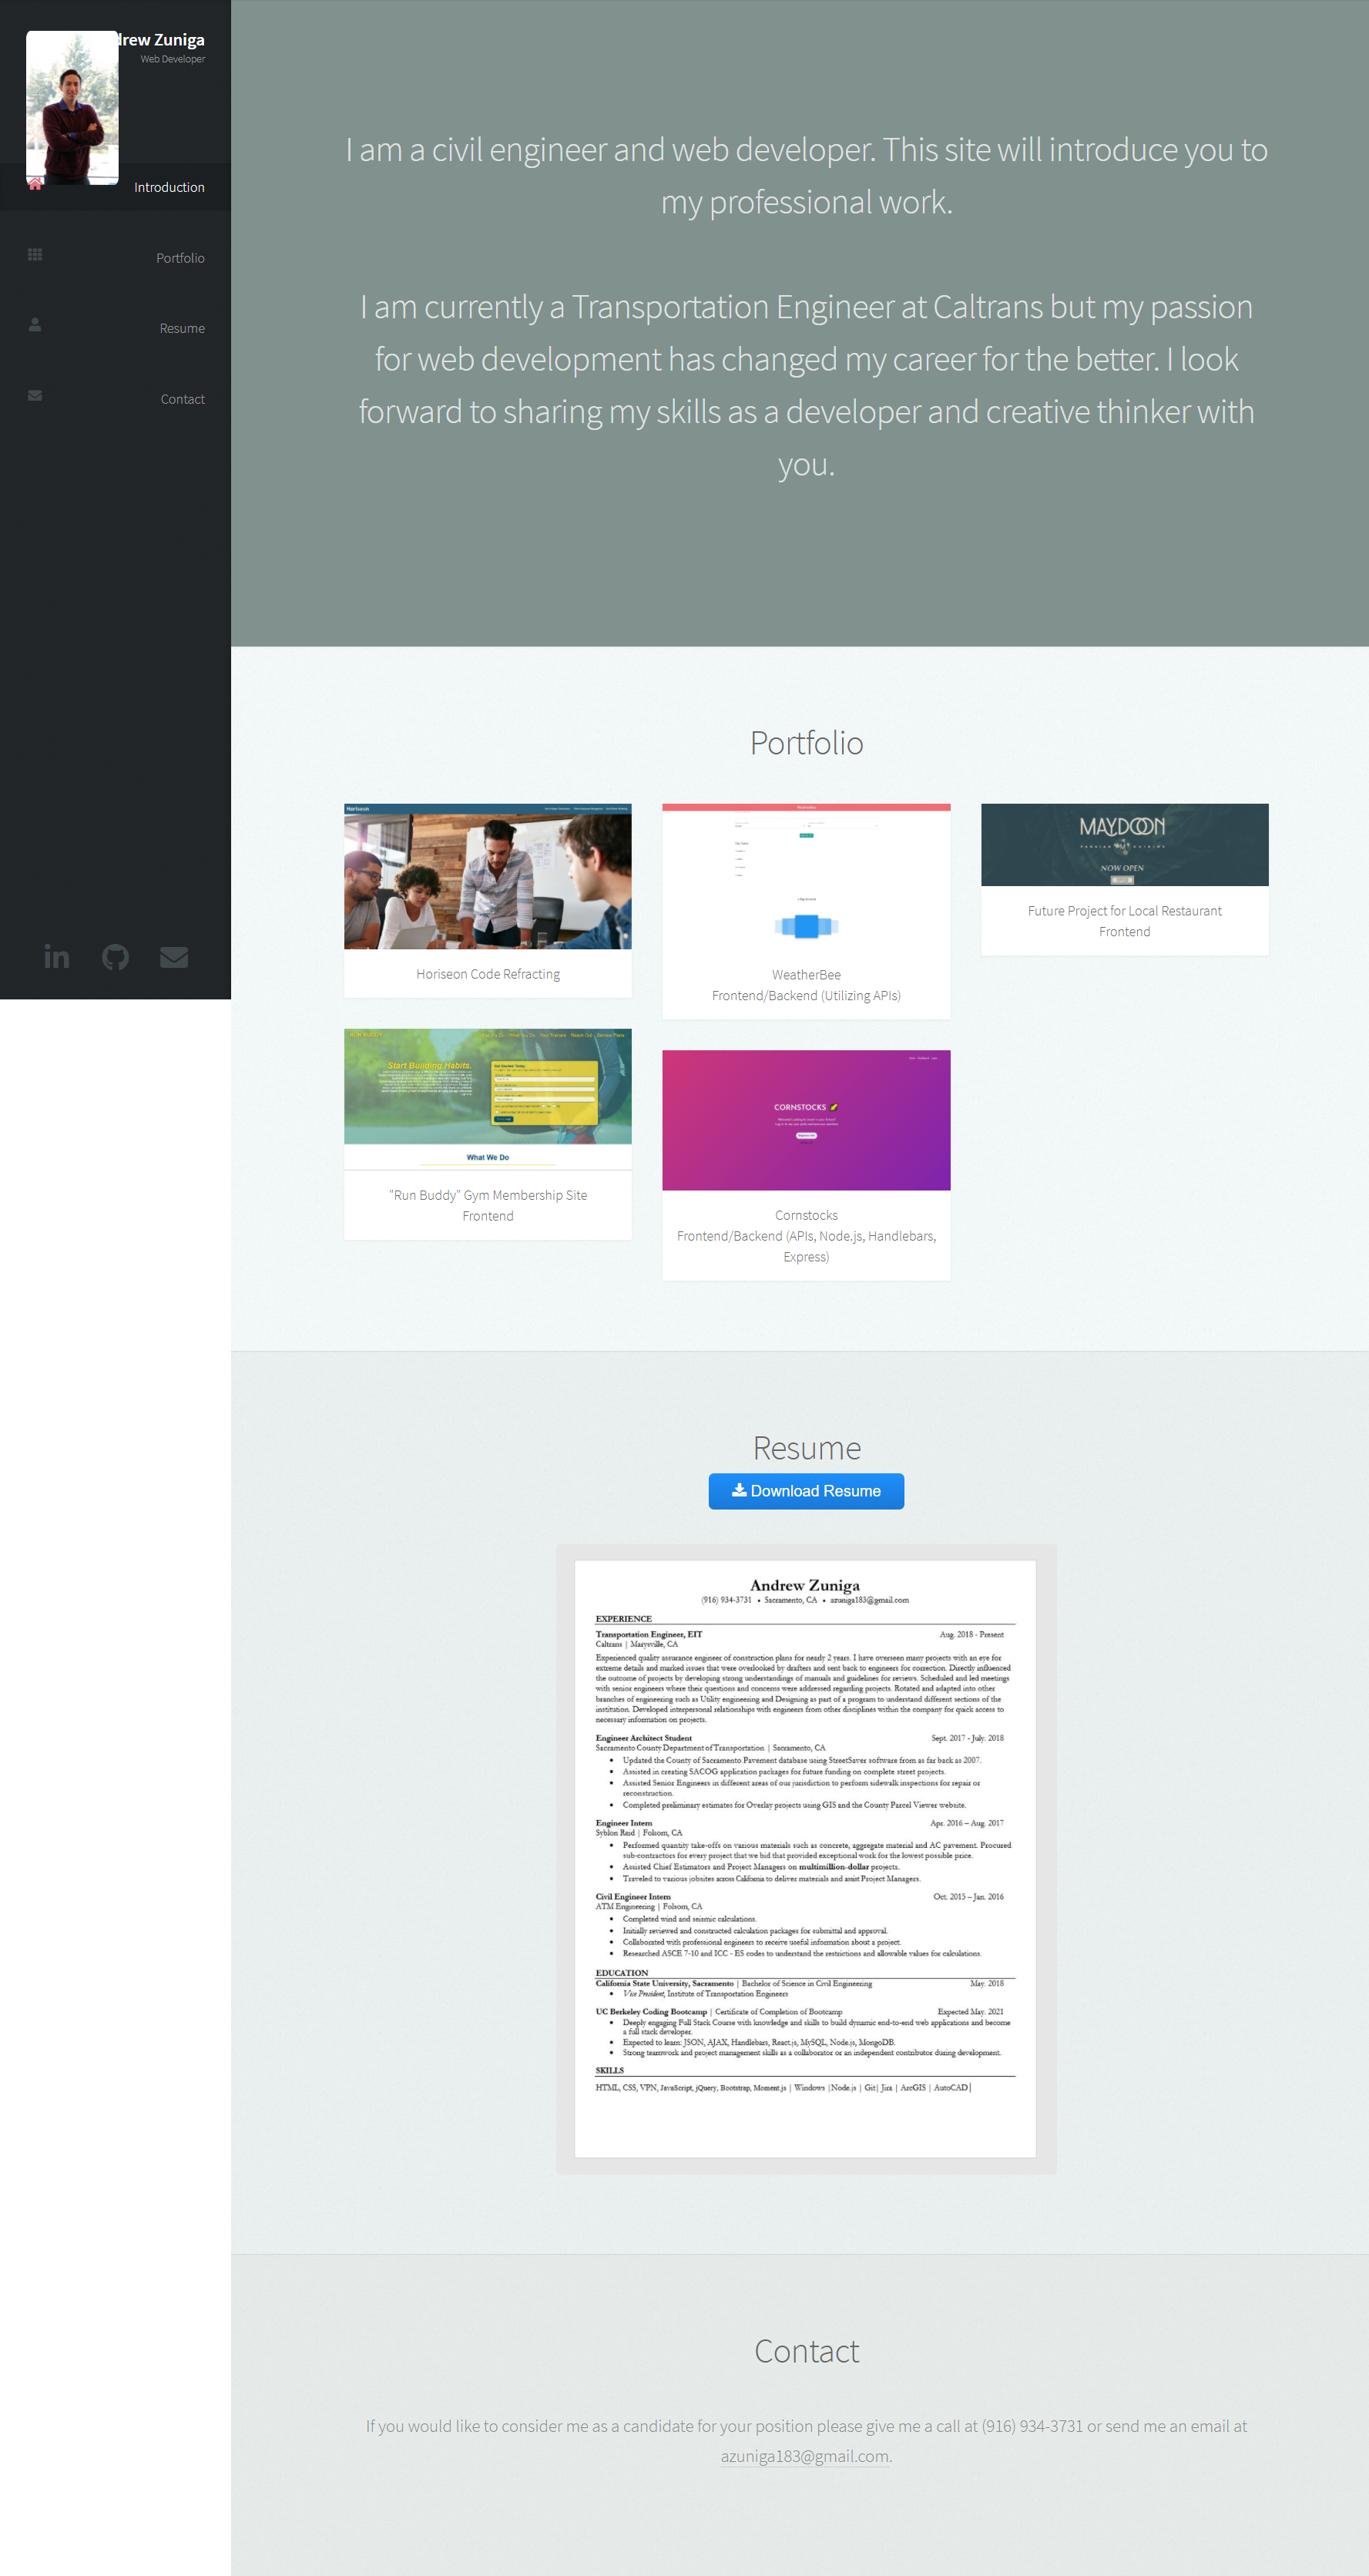 drew Zuniga
Web Developer
Introduction
Portfolio
Resume
Contact
I am a civil engineer and web developer. This site will introduce you to
my professional work.
I am currently a Transportation Engineer at Caltrans but my passion
for web development has changed my career for the better. I look
forward to sharing my skills as a developer and creative thinker with
you.
Portfolio
Horiseon
Horiseon Code Refracting
WeatherBee
Frontend/Backend (Utilizing APIs)
MAYDOON
PERSIAN CUISINE
NOW OPEN
Future Project for Local Restaurant
Frontend
RUN BUDDY
Start Building Habits.
Get Started Today
What We Do
"Run Buddy" Gym Membership Site
Frontend
CORNSTOCKS
Cornstocks
Frontend/Backend (APIs, Node.js, Handlebars,
Express)
Resume
Download Resume
Andrew Zuniga
(916) 934-3731 • Sacramento, CA • azuniga183@gmail.com
EXPERIENCE
Transportation Engineer, EIT Aug. 2018 - Present
Caltrans | Marysville, CA
Experienced quality assurance engineer of construction plans for nearly 2 years. I have overseen many projects with an eye for
extreme details and marked issues that were overlooked by drafters and sent back to engineers for correction. Directly influenced
the outcome of projects by developing strong understandings of manuals and guidelines for reviews. Scheduled and led meetings
with senior engineers where their questions and concerns were addressed regarding projects. Rotated and adapted into other
branches of engineering such as Utility engineering and Designing as part of a program to understand different sections of the
institution. Developed interpersonal relationships with engineers from other disciplines within the company for quick access to
necessary information on projects.
Engineer Architect Student Sept. 2017 - July. 2018
Sacramento County Department of Transportation | Sacramento, CA
• Updated the County of Sacramento Pavement database using StreetSaver software from as far back as 2007.
• Assisted in creating SACOG application packages for future funding on complete street projects.
• Assisted Senior Engineers in different areas of our jurisdiction to perform sidewalk inspections for repair or
reconstruction.
• Completed preliminary estimates for Overlay projects using GIS and the County Parcel Viewer website.
Engineer Intern Apr. 2016 – Aug. 2017
Syblon Reid | Folsom, CA
• Performed quantity take-offs on various materials such as concrete, aggregate material and AC pavement. Procured
sub-contractors for every project that we bid that provided exceptional work for the lowest possible price.
• Assisted Chief Estimators and Project Managers on multimillion-dollar projects.
• Traveled to various jobsites across California to deliver materials and assist Project Managers.
Civil Engineer Intern Oct. 2015 – Jan. 2016
ATM Engineering | Folsom, CA
• Completed wind and seismic calculations.
• Initially reviewed and constructed calculation packages for submittal and approval.
• Collaborated with professional engineers to receive useful information about a project.
• Researched ASCE 7-10 and ICC - ES codes to understand the restrictions and allowable values for calculations.
EDUCATION
California State University, Sacramento | Bachelor of Science in Civil Engineering May. 2018
• Vice President, Institute of Transportation Engineers
UC Berkeley Coding Bootcamp | Certificate of Completion of Bootcamp Expected May. 2021
• Deeply engaging Full Stack Course with knowledge and skills to build dynamic end-to-end web applications and become
a full stack developer.
• Expected to learn: JSON, AJAX, Handlebars, React.js, MySQL, Node.js, MongoDB.
• Strong teamwork and project management skills as a collaborator or an independent contributor during development.
SKILLS
HTML, CSS, VPN, JavaScript, jQuery, Bootstrap, Moment.js | Windows |Node.js | Git| Jira | ArcGIS | AutoCAD|
Contact
If you would like to consider me as a candidate for your position please give me a call at (916) 934-3731 or send me an email at
azuniga183@gmail.com.